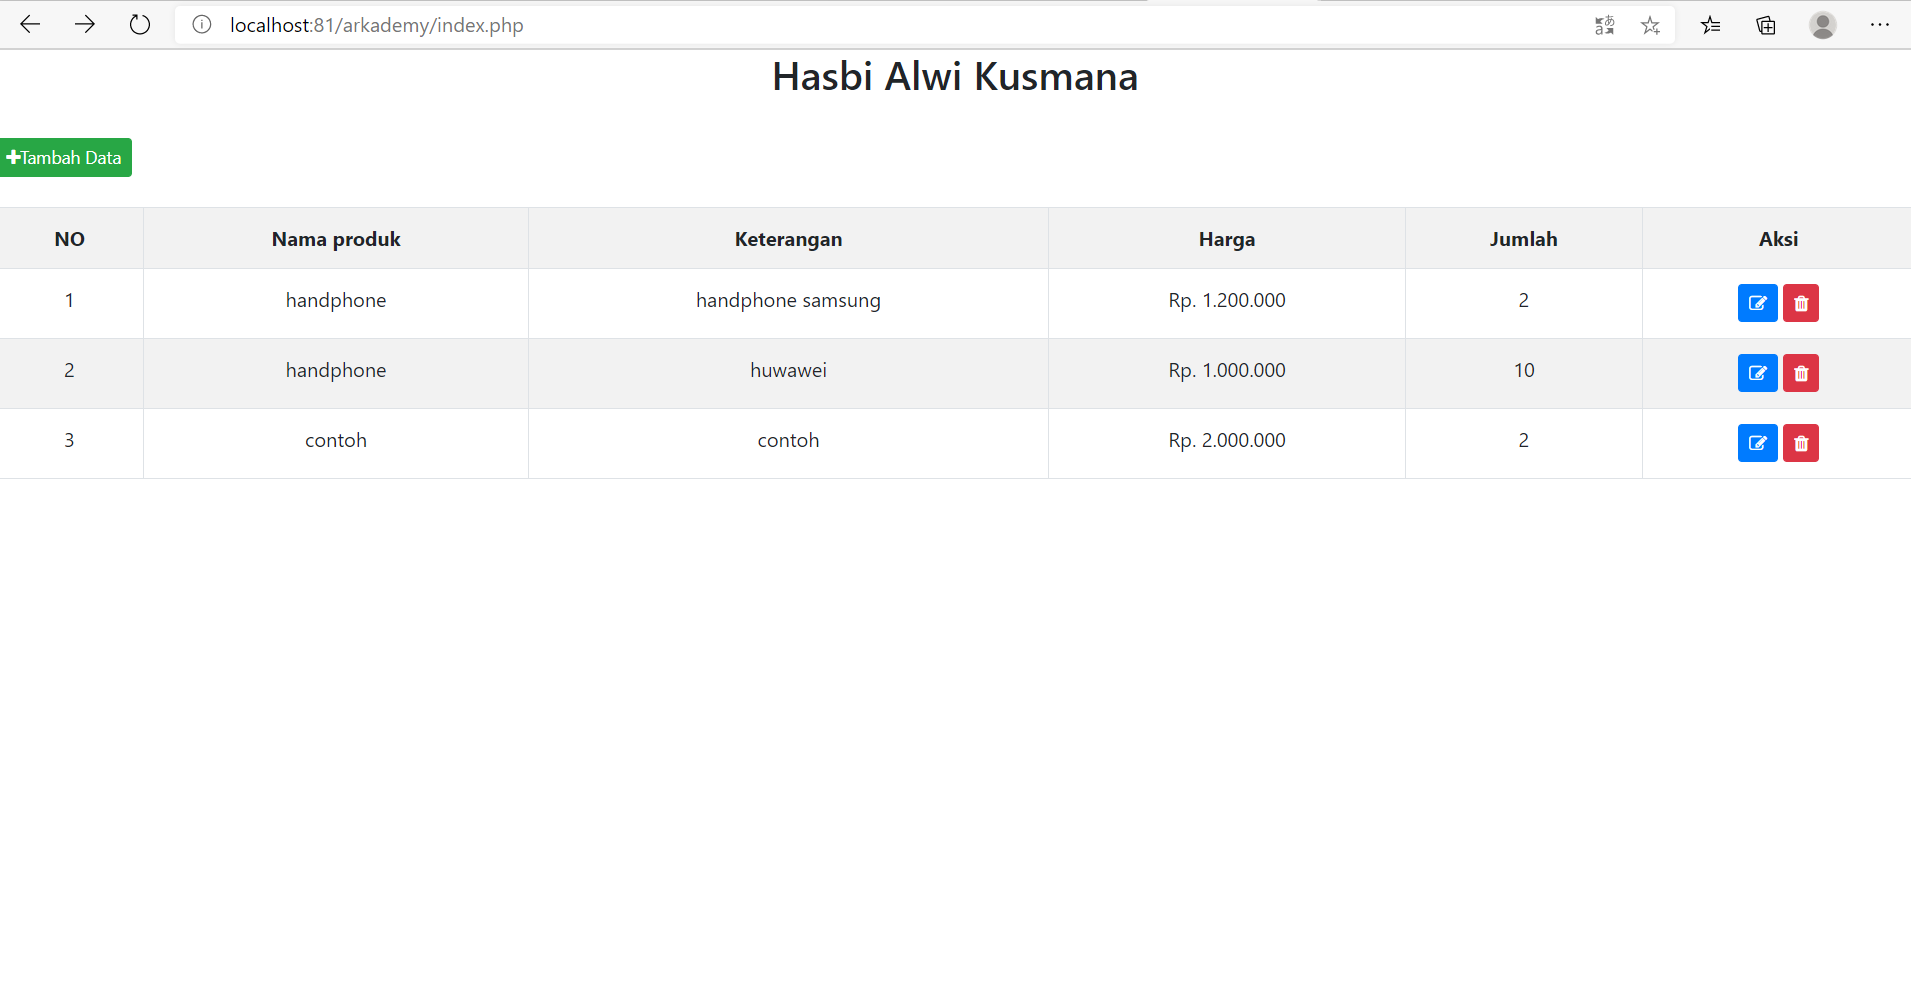 localhost:81/arkademy/index.php
Hasbi Alwi Kusmana
Tambah Data
NO Nama produk Keterangan Harga Jumlah Aksi
1 handphone handphone samsung Rp. 1.200.000 2
2 handphone huwawei Rp. 1.000.000 10
3 contoh contoh Rp. 2.000.000 2